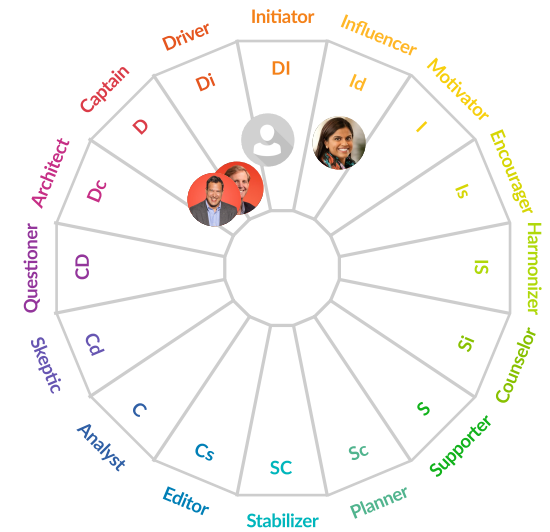 Initiator
DI
Influencer
Id
Motivator
I
Encourager
Is
Harmonizer
SI
Counselor
Si
Supporter
S
Planner
Sc
Stabilizer
SC
Editor
Cs
Analyst
C
Skeptic
Cd
Questioner
CD
Architect
Dc
Captain
D
Driver
Di